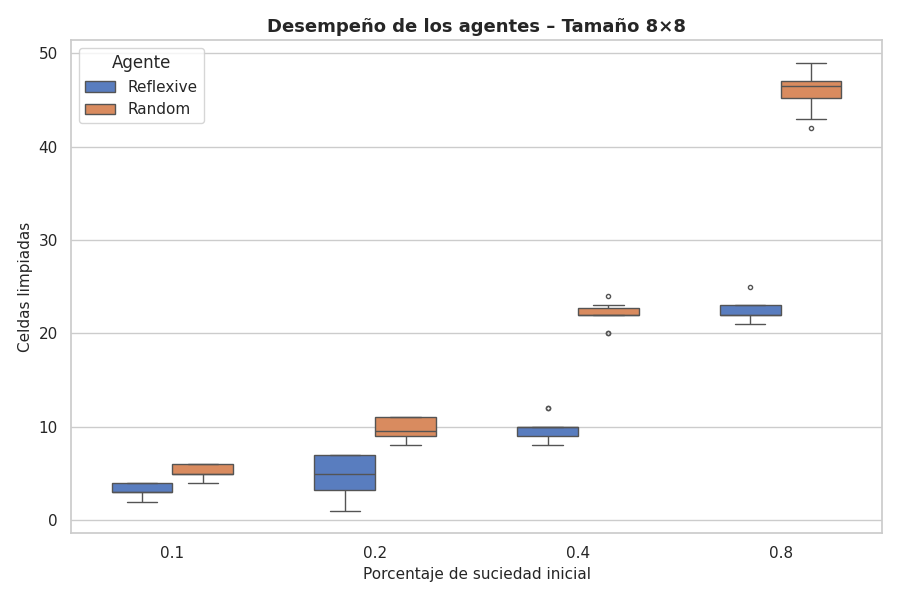 Desempeño de los agentes – Tamaño 8×8
Agente
Reflexive
Random
Celdas limpiadas
50
40
30
20
10
0
0.1
0.2
0.4
0.8
Porcentaje de suciedad inicial